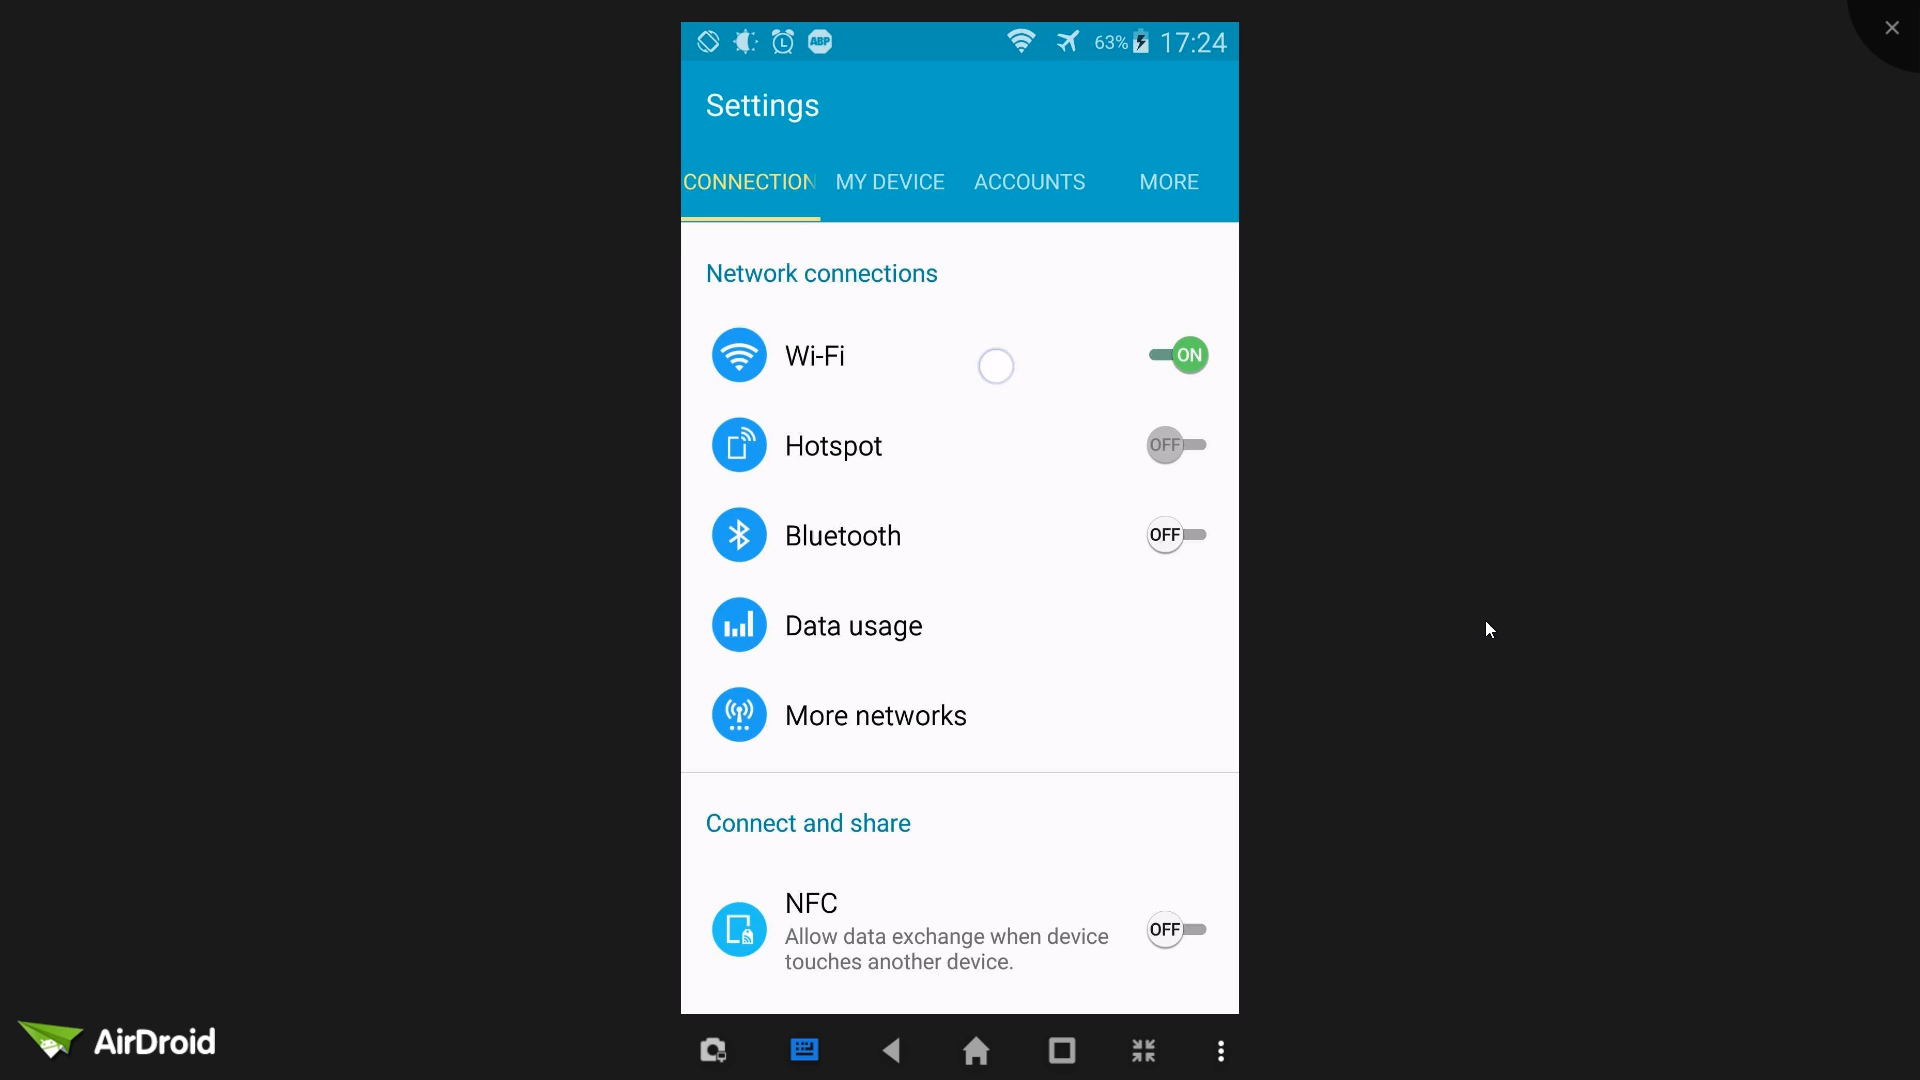 ABP 63% 17:24
Settings
CONNECTION MY DEVICE ACCOUNTS MORE
Network connections
Wi-Fi ON
Hotspot OFF
Bluetooth OFF
Data usage
More networks
Connect and share
NFC
Allow data exchange when device
touches another device.
OFF
AirDroid